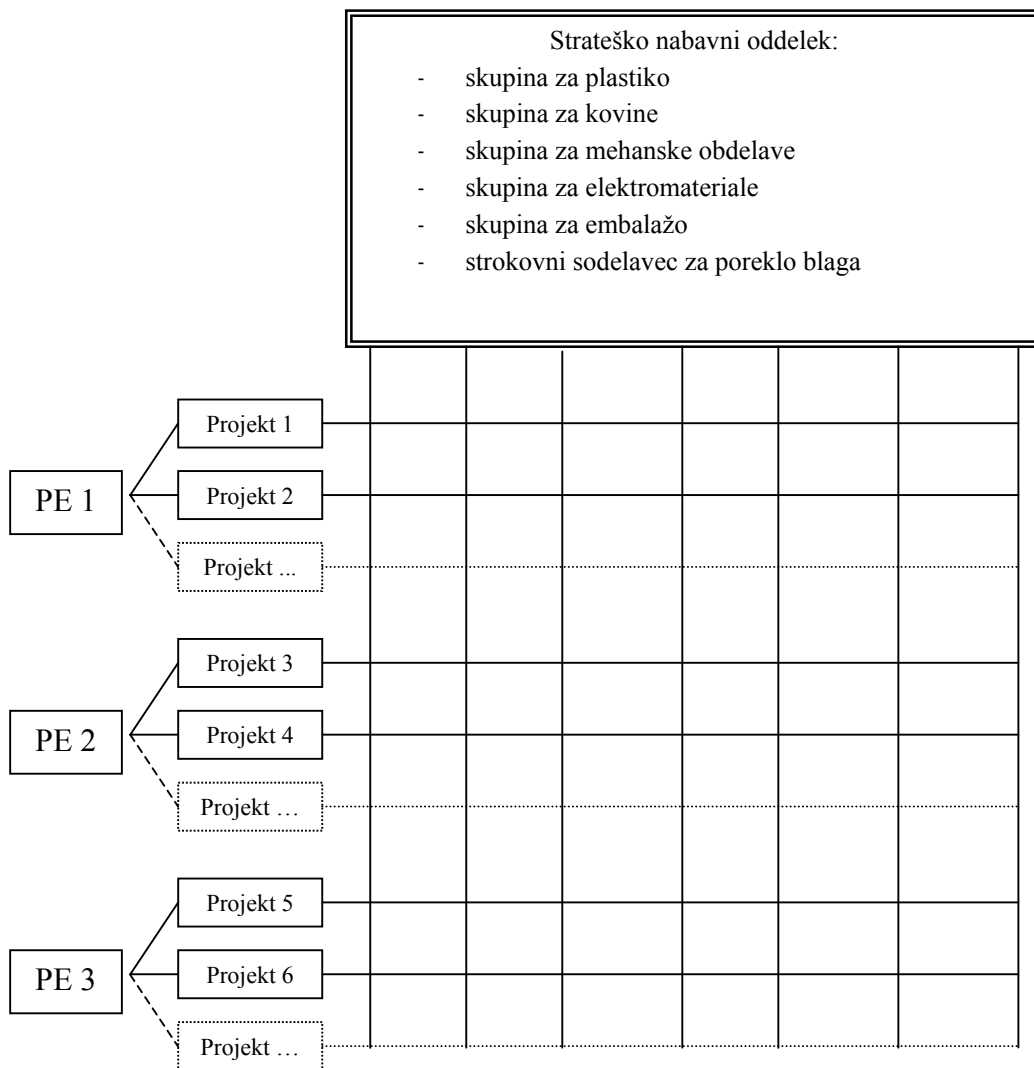 Strateško nabavni oddelek:
- skupina za plastiko
- skupina za kovine
- skupina za mehanske obdelave
- skupina za elektromateriale
- skupina za embalažo
- strokovni sodelavec za poreklo blaga
PE 1
Projekt 1
Projekt 2
Projekt ...
PE 2
Projekt 3
Projekt 4
Projekt …
PE 3
Projekt 5
Projekt 6
Projekt …